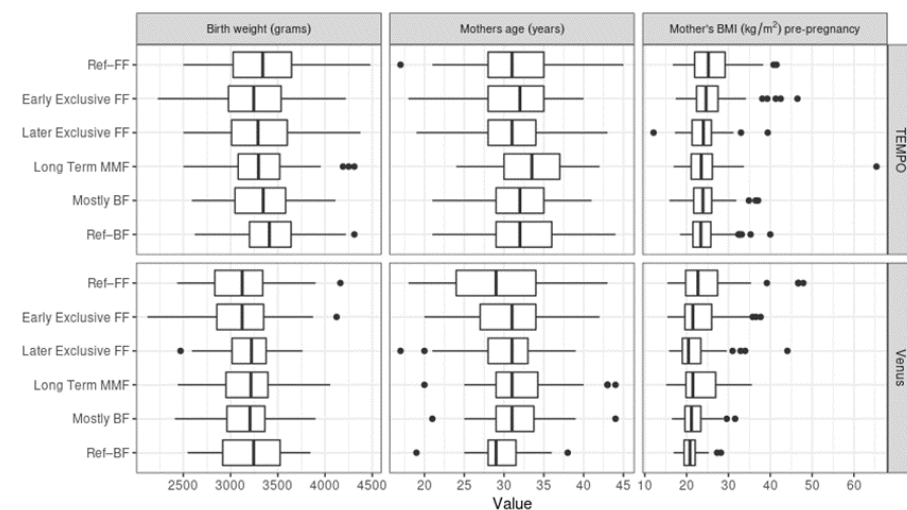 Birth weight (grams) Mothers age (years) Mother's BMI (kg/m²) pre-pregnancy
Ref−FF
Early Exclusive FF
Later Exclusive FF
Long Term MMF
Mostly BF
Ref−BF
TEMPO
Ref−FF
Early Exclusive FF
Later Exclusive FF
Long Term MMF
Mostly BF
Ref−BF
Venus
2500 3000 3500 4000 4500 20 25 30 35 40 45 10 20 30 40 50 60
Value